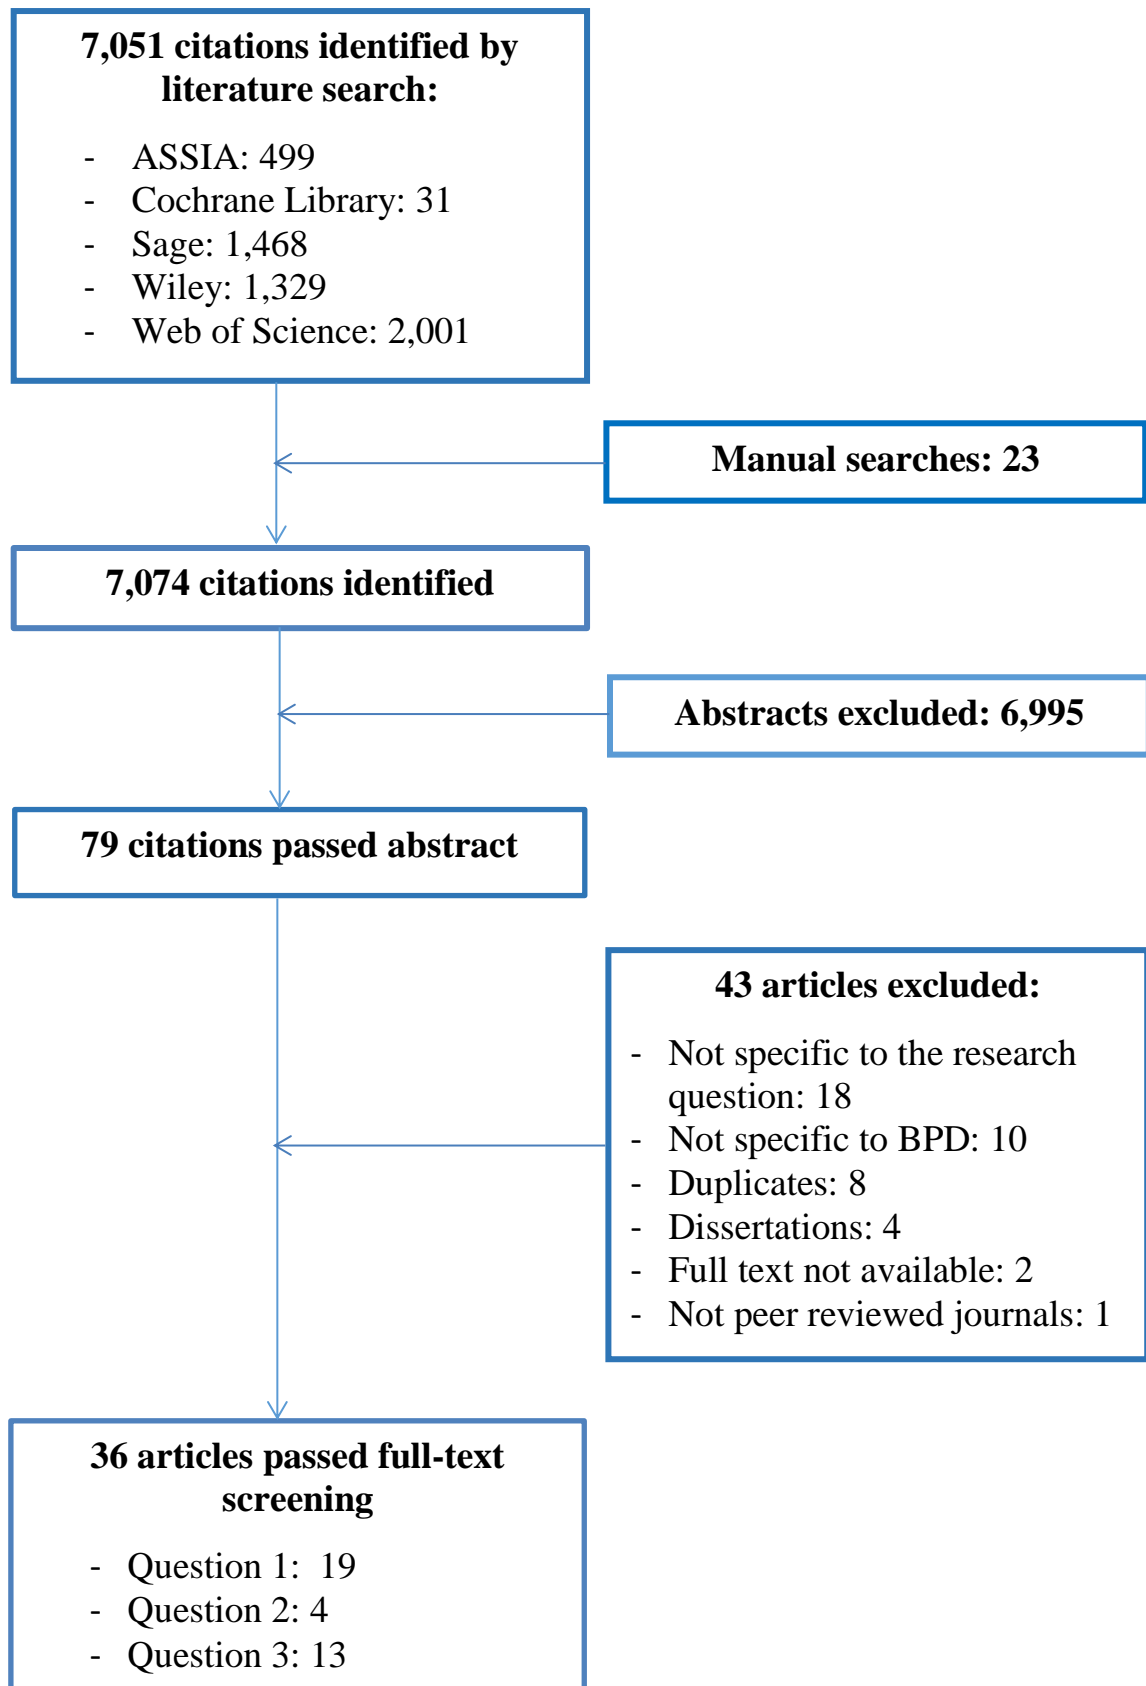 7,051 citations identified by
literature search:
- ASSIA: 499
- Cochrane Library: 31
- Sage: 1,468
- Wiley: 1,329
- Web of Science: 2,001
Manual searches: 23
7,074 citations identified
Abstracts excluded: 6,995
79 citations passed abstract
43 articles excluded:
- Not specific to the research
question: 18
- Not specific to BPD: 10
- Duplicates: 8
- Dissertations: 4
- Full text not available: 2
- Not peer reviewed journals: 1
36 articles passed full-text
screening
- Question 1:  19
- Question 2: 4
- Question 3: 13